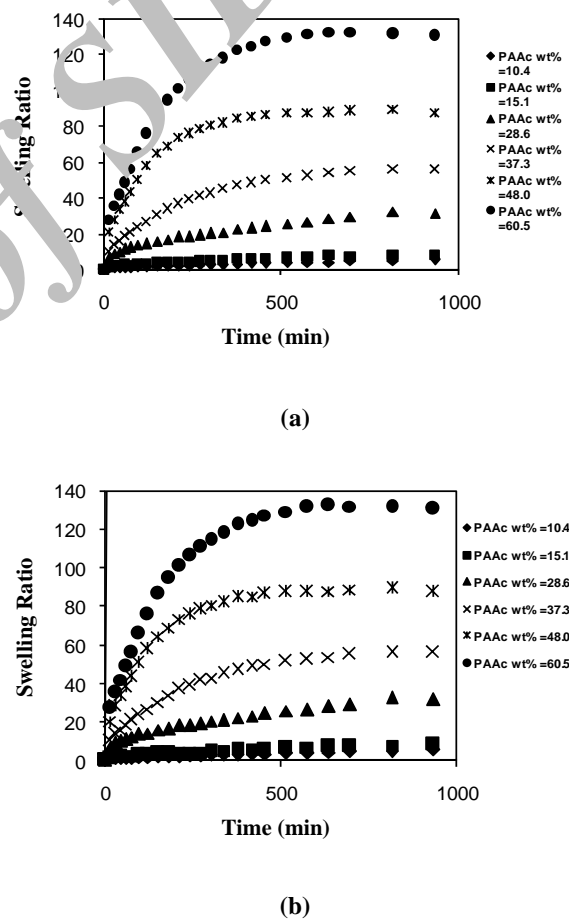 of SID
140
120
100
80
60
40
20
0
Swelling Ratio
0 500 1000
Time (min)
PAAc wt%
=10.4
PAAc wt%
=15.1
PAAc wt%
=28.6
PAAc wt%
=37.3
PAAc wt%
=48.0
PAAc wt%
=60.5
(a)
140
120
100
80
60
40
20
0
Swelling Ratio
0 500 1000
Time (min)
PAAc wt% =10.4
PAAc wt% =15.1
PAAc wt% =28.6
PAAc wt% =37.3
PAAc wt% =48.0
PAAc wt% =60.5
(b)